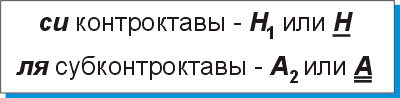 си контроктавы - H₁ или H
ля субконтроктавы - A₂ или A